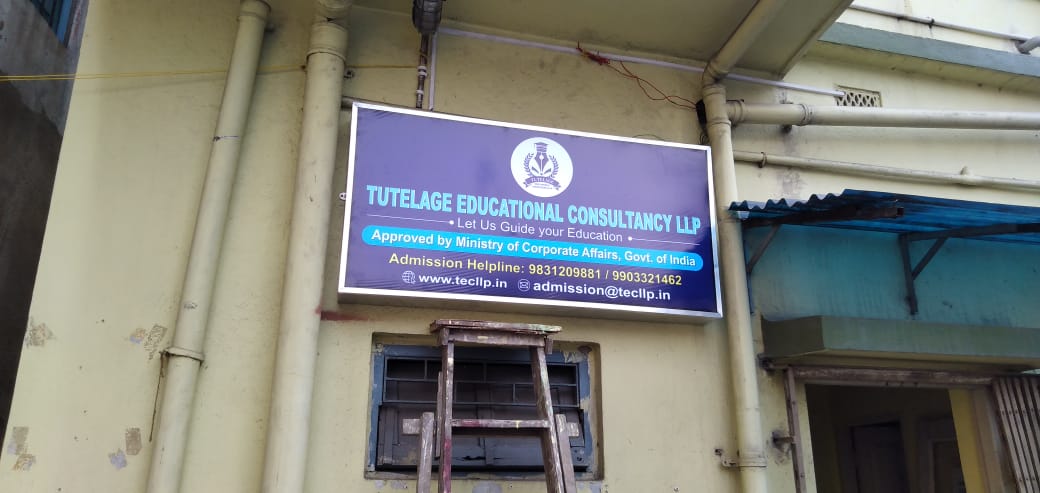 TUTELAGE
TUTELAGE EDUCATIONAL CONSULTANCY LLP
• Let Us Guide your Education •
Approved by Ministry of Corporate Affairs, Govt. of India
Admission Helpline: 9831209881 / 9903321462
www.tecllp.in admission@tecllp.in